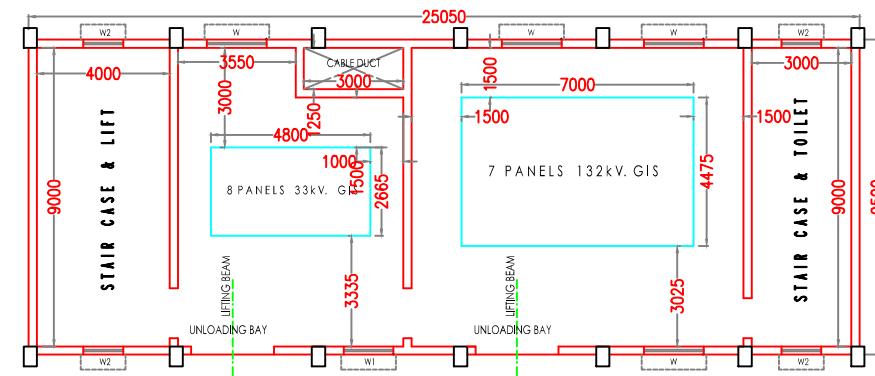 25050
W2
W
W
W
W2
4000
3550
CABLE DUCT
3000
3000
1250
1500
7000
3000
4800
1000
1500
1500
1500
8 PANELS 33kV. GIS
2665
7 PANELS 132kV. GIS
4475
STAIR CASE & LIFT
9000
STAIR CASE & TOILET
9000
LIFTING BEAM
3335
LIFTING BEAM
3025
UNLOADING BAY
UNLOADING BAY
W2
W1
W
W2